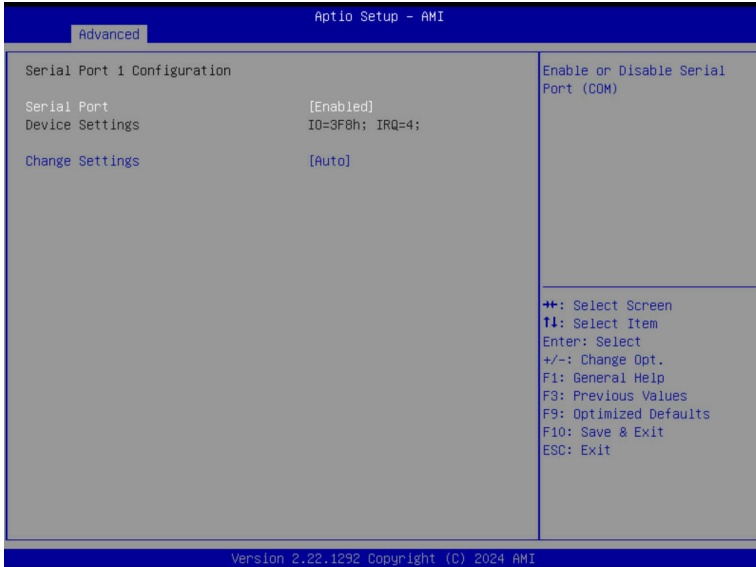 Aptio Setup – AMI
Advanced
Serial Port 1 Configuration
Serial Port [Enabled]
Device Settings IO=3F8h; IRQ=4;
Change Settings [Auto]
Enable or Disable Serial
Port (COM)
→←: Select Screen
↑↓: Select Item
Enter: Select
+/-: Change Opt.
F1: General Help
F3: Previous Values
F9: Optimized Defaults
F10: Save & Exit
ESC: Exit
Version 2.22.1292 Copyright (C) 2024 AMI